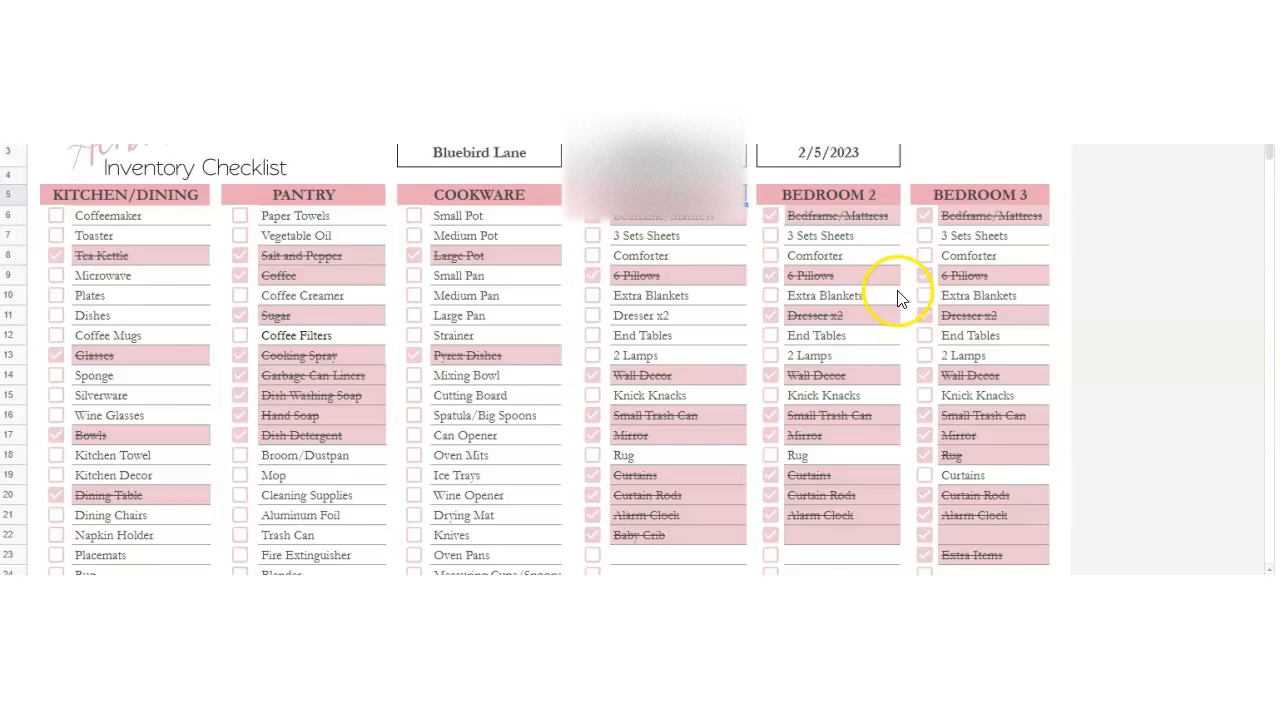 Inventory Checklist
Bluebird Lane
2/5/2023
3
4
5 KITCHEN/DINING PANTRY COOKWARE BEDROOM 2 BEDROOM 3
6 Coffeemaker Paper Towels Small Pot Bedframe/Mattress Bedframe/Mattress Bedframe/Mattress
7 Toaster Vegetable Oil Medium Pot 3 Sets Sheets 3 Sets Sheets 3 Sets Sheets
8 Tea Kettle Salt and Pepper Large Pot Comforter Comforter Comforter
9 Microwave Coffee Small Pan 6 Pillows 6 Pillows 6 Pillows
10 Plates Coffee Creamer Medium Pan Extra Blankets Extra Blankets Extra Blankets
11 Dishes Sugar Large Pan Dresser x2 Dresser x2 Dresser x2
12 Coffee Mugs Coffee Filters Strainer End Tables End Tables End Tables
13 Glasses Cooking Spray Pyrex Dishes 2 Lamps 2 Lamps 2 Lamps
14 Sponge Garbage Can Liners Mixing Bowl Wall Decor Wall Decor Wall Decor
15 Silverware Dish Washing Soap Cutting Board Knick Knacks Knick Knacks Knick Knacks
16 Wine Glasses Hand Soap Spatula/Big Spoons Small Trash Can Small Trash Can Small Trash Can
17 Bowls Dish Detergent Can Opener Mirror Mirror Mirror
18 Kitchen Towel Broom/Dustpan Oven Mits Rug Rug Rug
19 Kitchen Decor Mop Ice Trays Curtains Curtains Curtains
20 Dining Table Cleaning Supplies Wine Opener Curtain Rods Curtain Rods Curtain Rods
21 Dining Chairs Aluminum Foil Drying Mat Alarm Clock Alarm Clock Alarm Clock
22 Napkin Holder Trash Can Knives Baby Crib
23 Placemats Fire Extinguisher Oven Pans Extra Items
24 Rug Blender Measuring Cups/Spoons